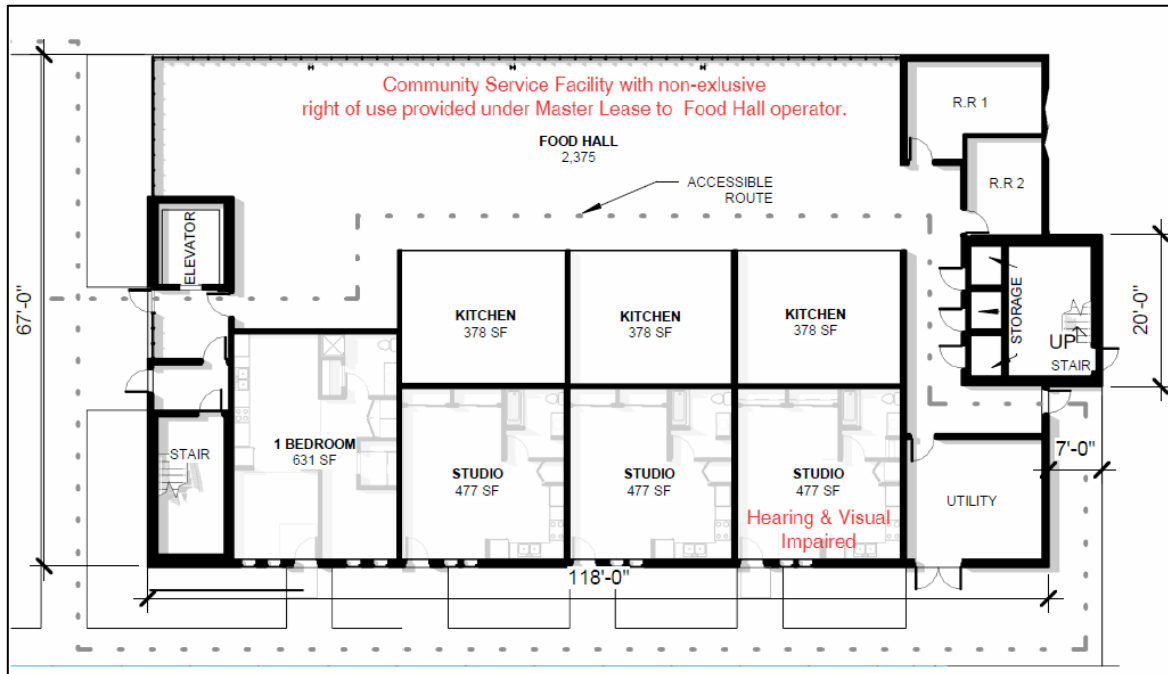 Community Service Facility with non-exlusive
right of use provided under Master Lease to Food Hall operator.
R.R 1
FOOD HALL
2,375
ACCESSIBLE
ROUTE
R.R 2
ELEVATOR
67'-0"
KITCHEN
378 SF
KITCHEN
378 SF
KITCHEN
378 SF
STORAGE
UP
STAIR
20'-0"
1 BEDROOM
631 SF
STAIR
STUDIO
477 SF
STUDIO
477 SF
STUDIO
477 SF
Hearing & Visual
Impaired
UTILITY
7'-0"
118'-0"